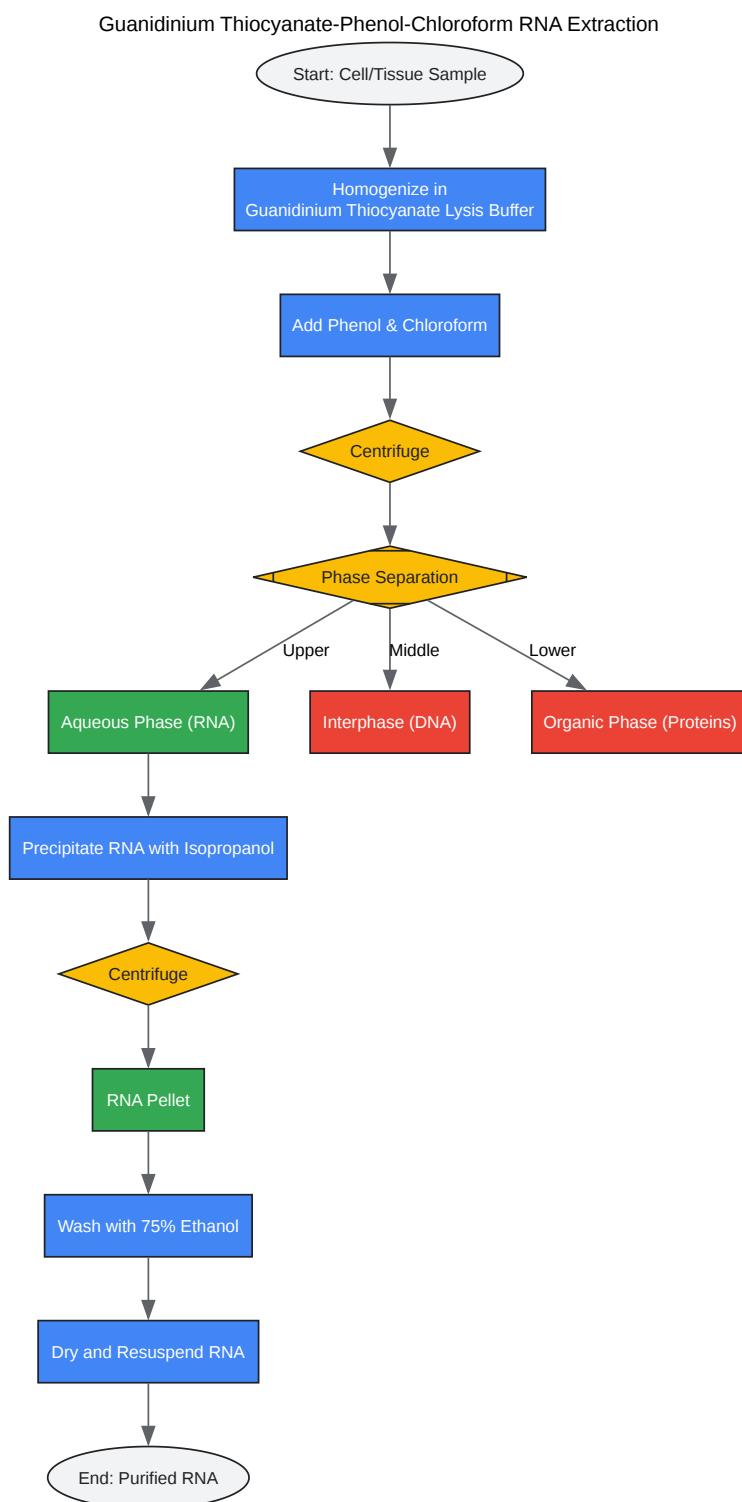 Guanidinium Thiocyanate-Phenol-Chloroform RNA Extraction
Start: Cell/Tissue Sample
Homogenize in
Guanidinium Thiocyanate Lysis Buffer
Add Phenol & Chloroform
Centrifuge
Phase Separation
Upper
Middle
Lower
Aqueous Phase (RNA)
Interphase (DNA)
Organic Phase (Proteins)
Precipitate RNA with Isopropanol
Centrifuge
RNA Pellet
Wash with 75% Ethanol
Dry and Resuspend RNA
End: Purified RNA